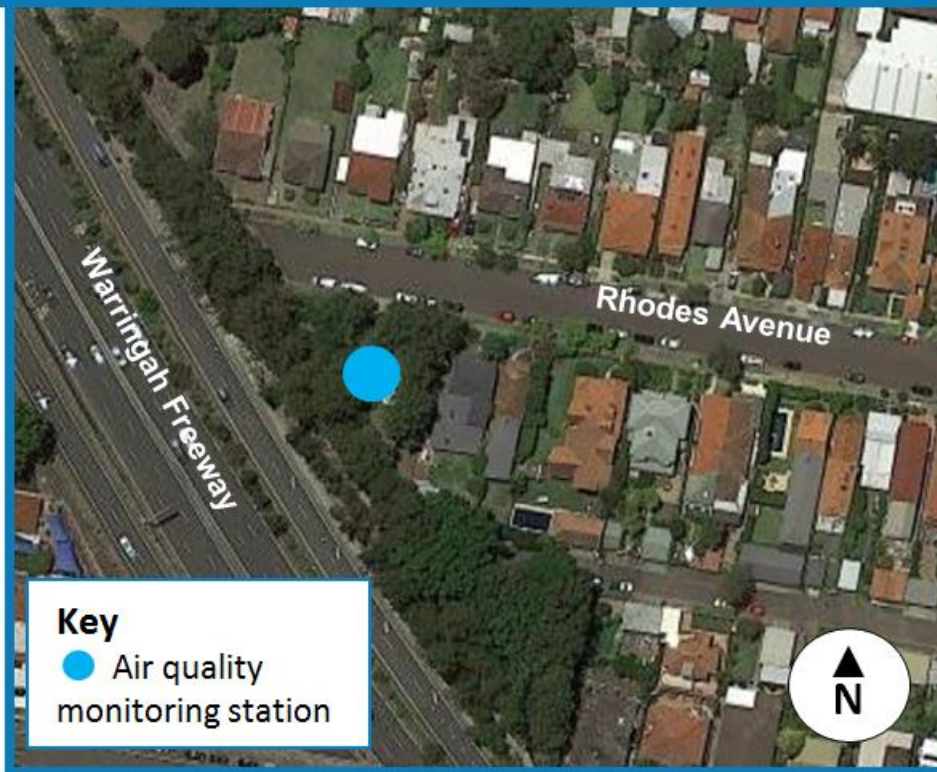 Warringah Freeway
Rhodes Avenue
Key
Air quality
monitoring station
N